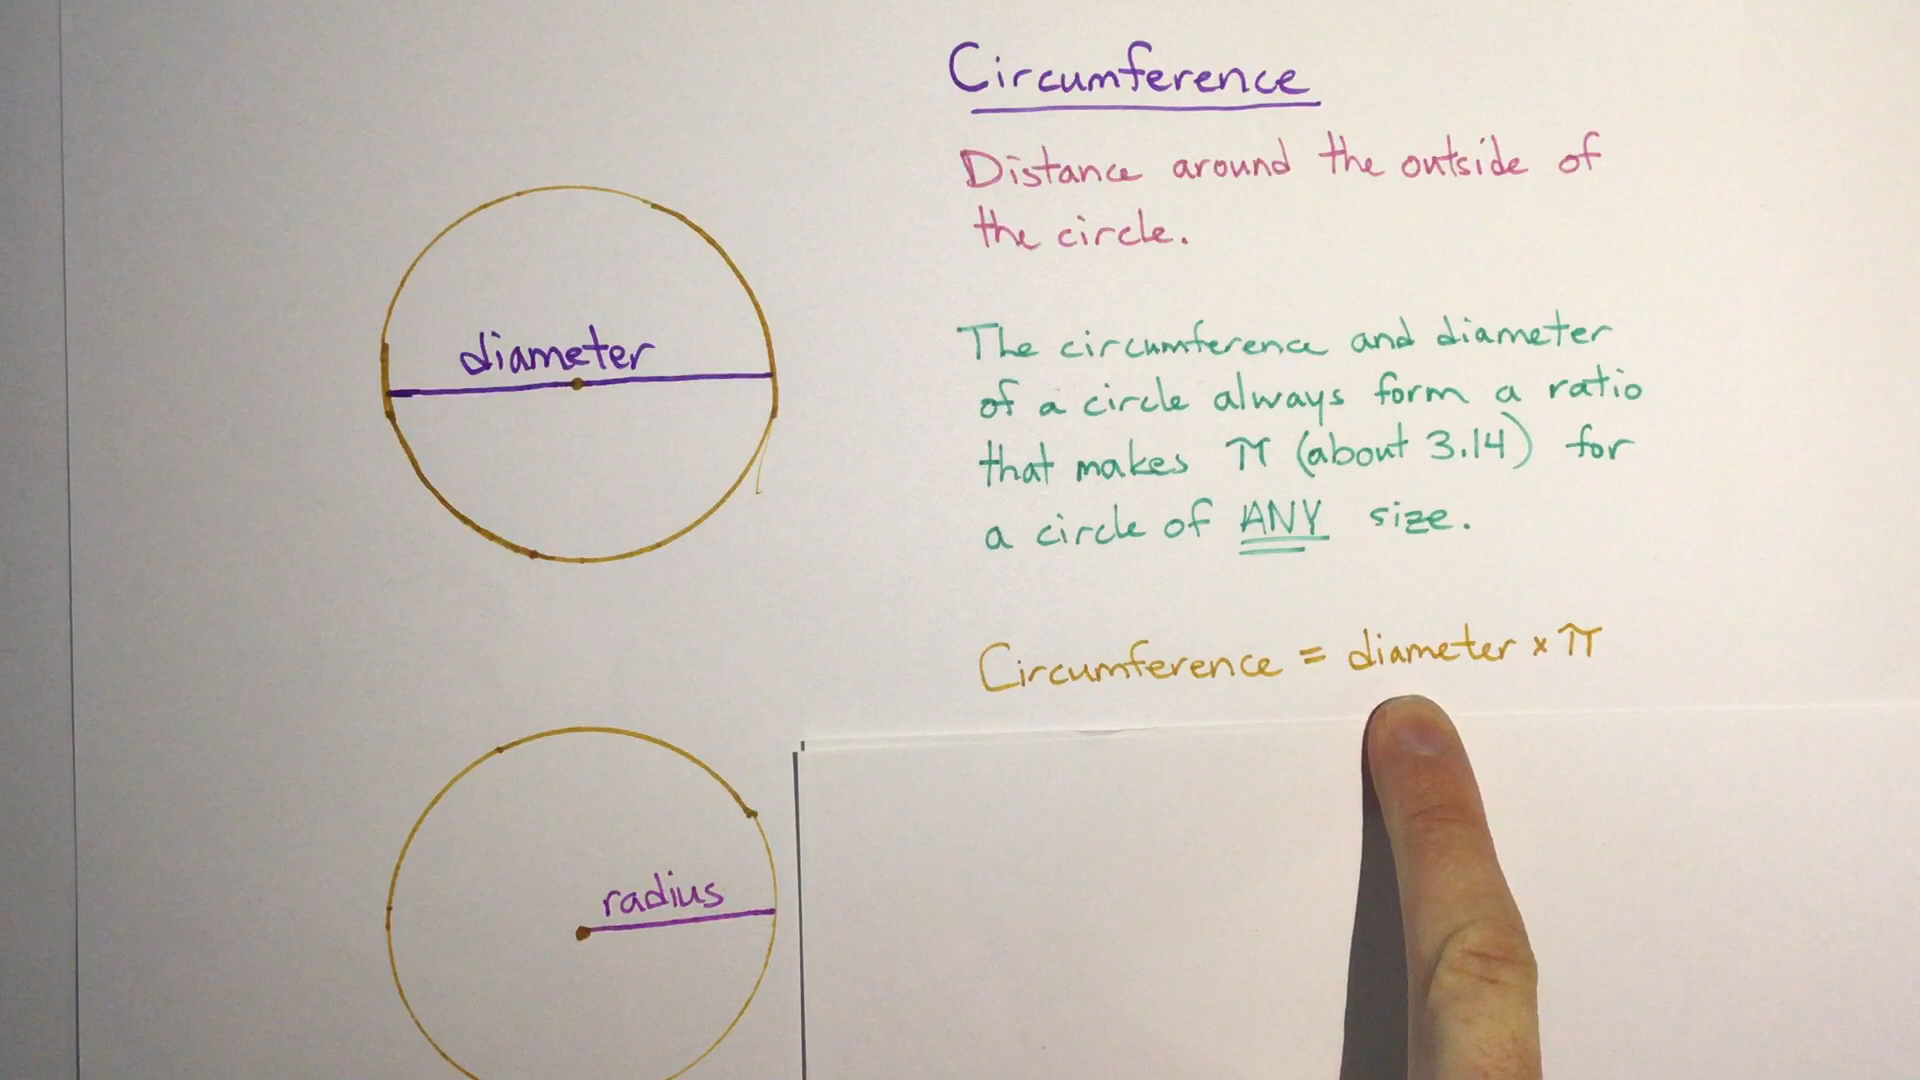 Circumference
Distance around the outside of
the circle.
diameter
The circumference and diameter
of a circle always form a ratio
that makes π (about 3.14) for
a circle of ANY size.
Circumference = diameter × π
radius